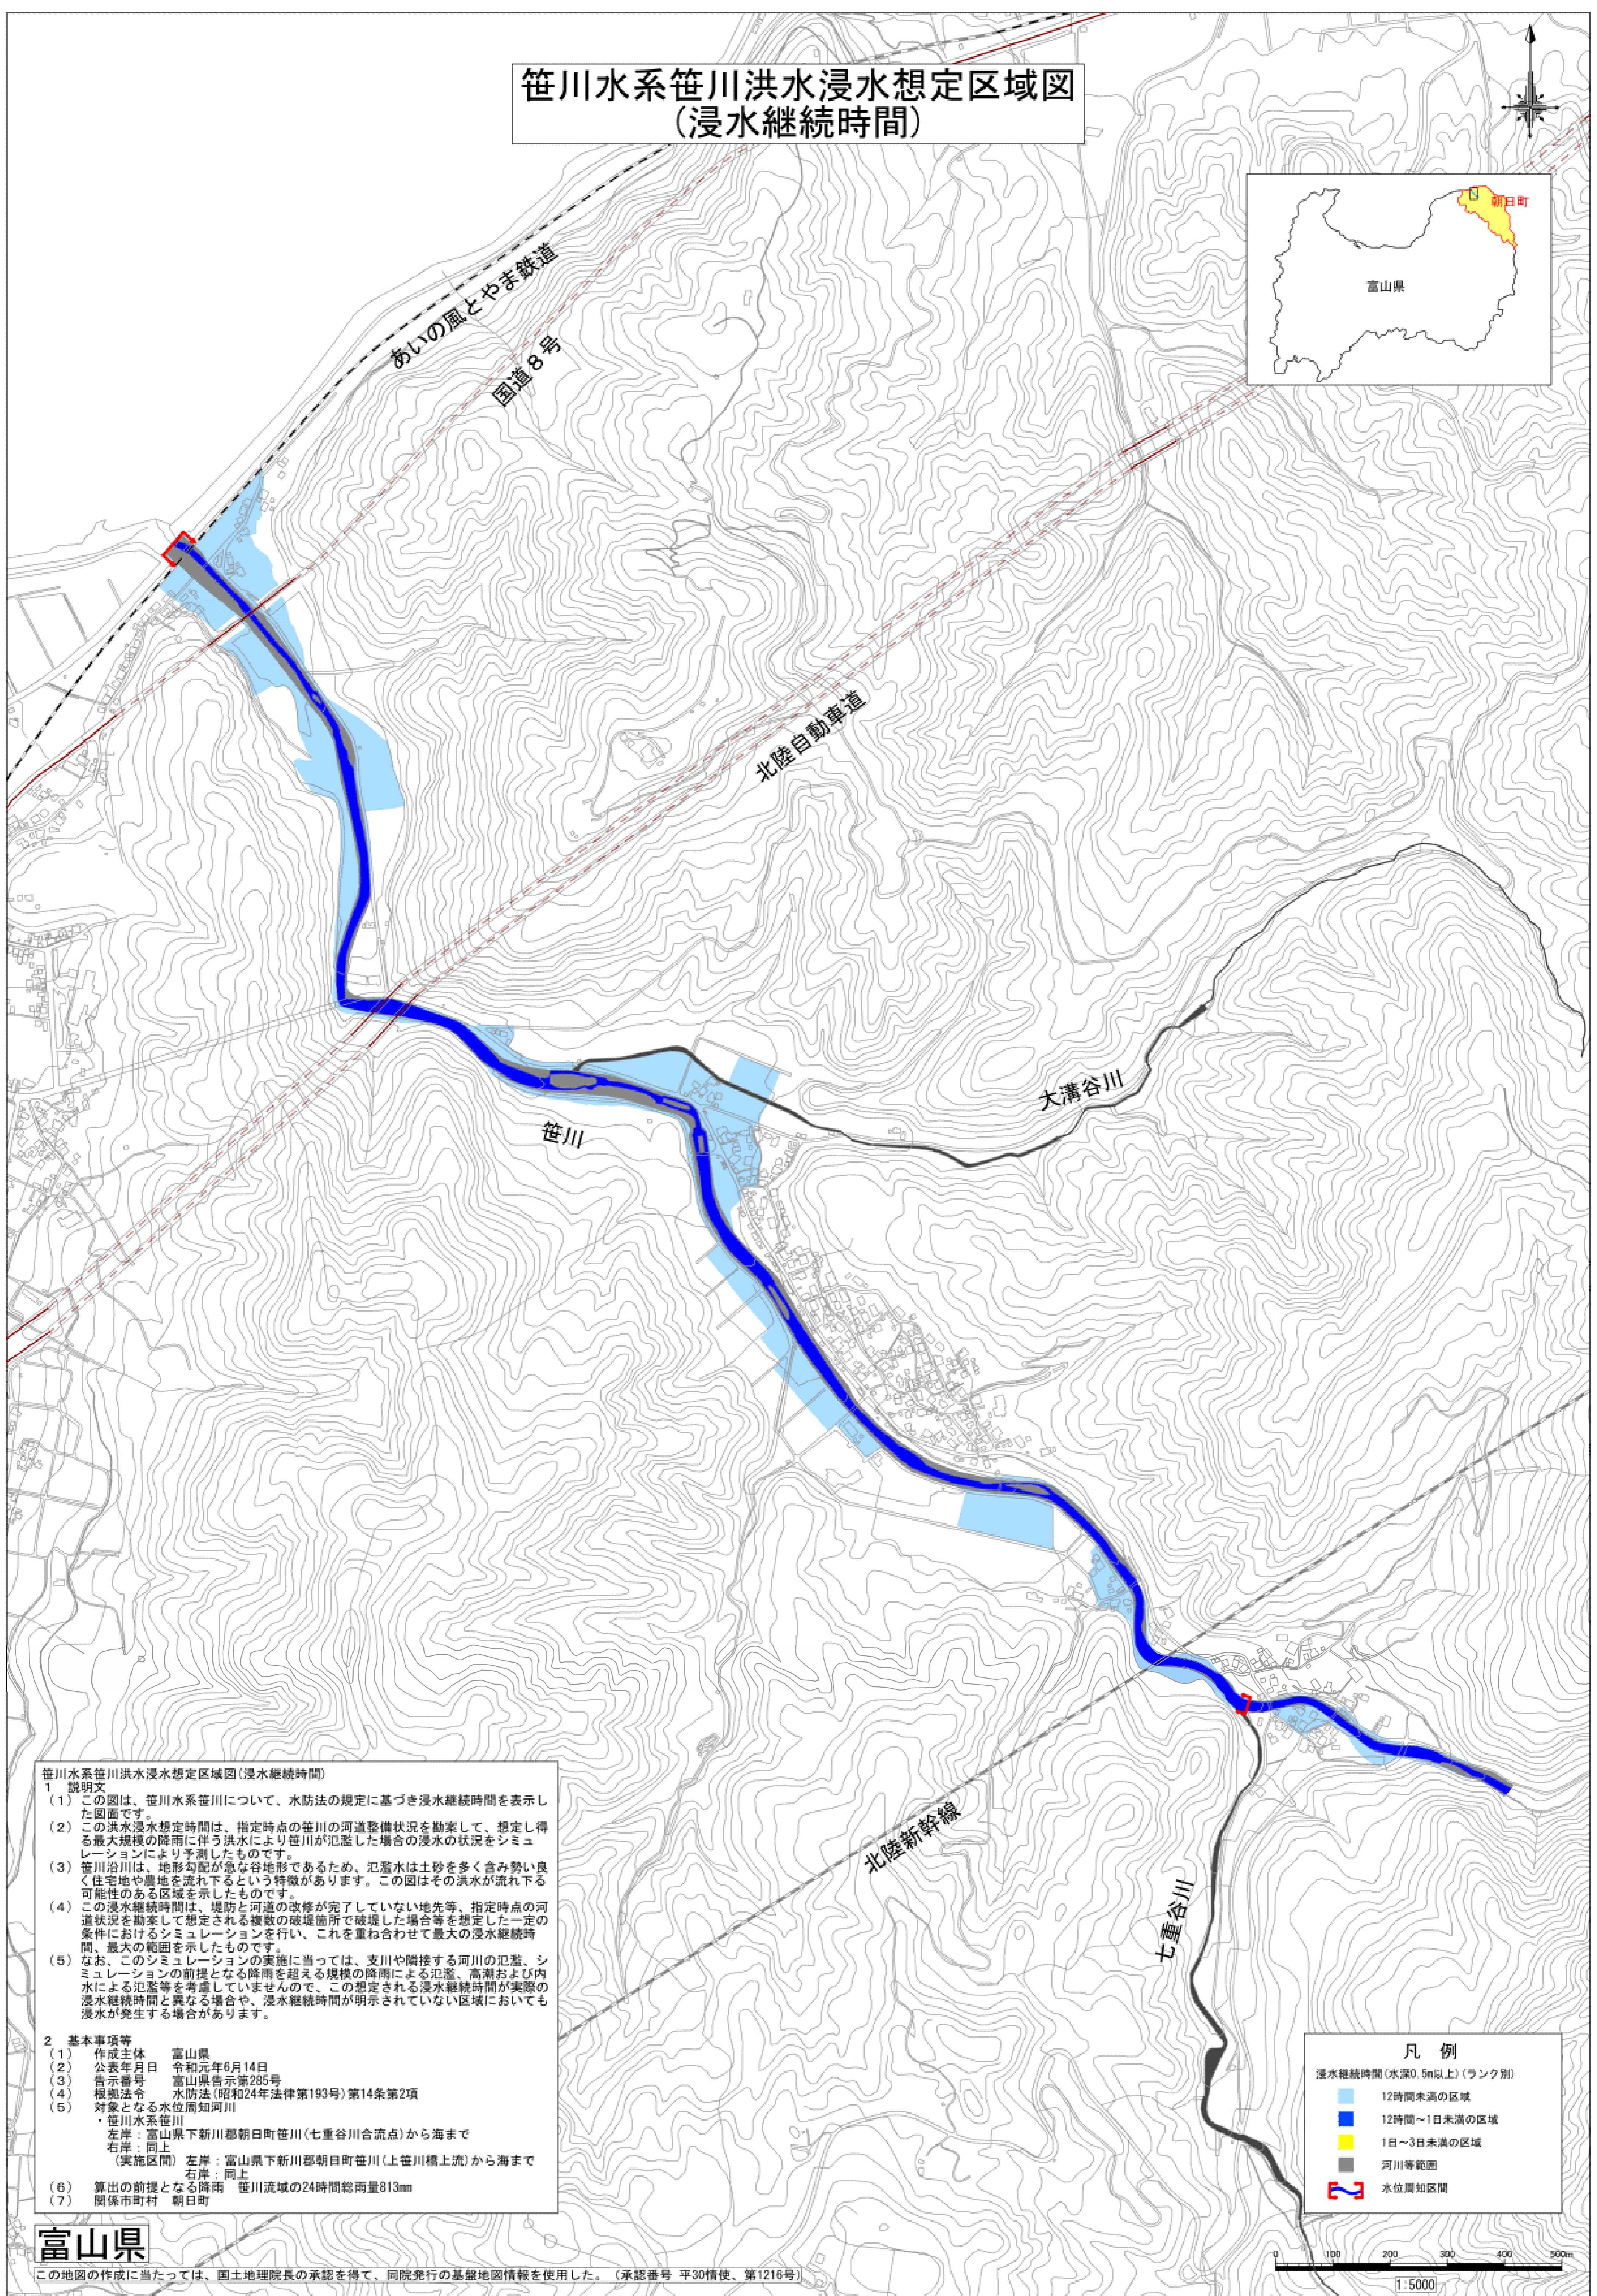 笹川水系笹川洪水浸水想定区域図
(浸水継続時間)
朝日町
富山県
あいの風とやま鉄道
国道8号
北陸自動車道
大溝谷川
笹川
北陸新幹線
七重谷川
笹川水系笹川洪水浸水想定区域図(浸水継続時間)
1 説明文
(1) この図は、笹川水系笹川について、水防法の規定に基づき浸水継続時間を表示し
た図面です。
(2) この洪水浸水想定時間は、指定時点の笹川の河道整備状況を勘案して、想定し得
る最大規模の降雨に伴う洪水により笹川が氾濫した場合の浸水の状況をシミュ
レーションにより予測したものです。
(3) 笹川沿川は、地形勾配が急な谷地形であるため、氾濫水は土砂を多く含み勢い良
く住宅地や農地を流れ下るという特徴があります。この図はその洪水が流れ下る
可能性のある区域を示したものです。
(4) この浸水継続時間は、堤防と河道の改修が完了していない地先等、指定時点の河
道状況を勘案して想定される複数の破堤箇所で破堤した場合等を想定した一定の
条件におけるシミュレーションを行い、これを重ね合わせて最大の浸水継続時
間、最大の範囲を示したものです。
(5) なお、このシミュレーションの実施に当っては、支川や隣接する河川の氾濫、シ
ミュレーションの前提となる降雨を超える規模の降雨による氾濫、高潮および内
水による氾濫等を考慮していませんので、この想定される浸水継続時間が実際の
浸水継続時間と異なる場合や、浸水継続時間が明示されていない区域においても
浸水が発生する場合があります。
2 基本事項等
(1) 作成主体 富山県
(2) 公表年月日 令和元年6月14日
(3) 告示番号 富山県告示第285号
(4) 根拠法令 水防法(昭和24年法律第193号)第14条第2項
(5) 対象となる水位周知河川
・笹川水系笹川
左岸:富山県下新川郡朝日町笹川(七重谷川合流点)から海まで
右岸:同上
(実施区間) 左岸:富山県下新川郡朝日町笹川(上笹川橋上流)から海まで
右岸:同上
(6) 算出の前提となる降雨 笹川流域の24時間総雨量813mm
(7) 関係市町村 朝日町
富山県
この地図の作成に当たっては、国土地理院長の承認を得て、同院発行の基盤地図情報を使用した。(承認番号 平30情使、第1216号)
凡 例
浸水継続時間(水深0.5m以上)(ランク別)
12時間未満の区域
12時間~1日未満の区域
1日~3日未満の区域
河川等範囲
水位周知区間
0 100 200 300 400 500m
1:5000